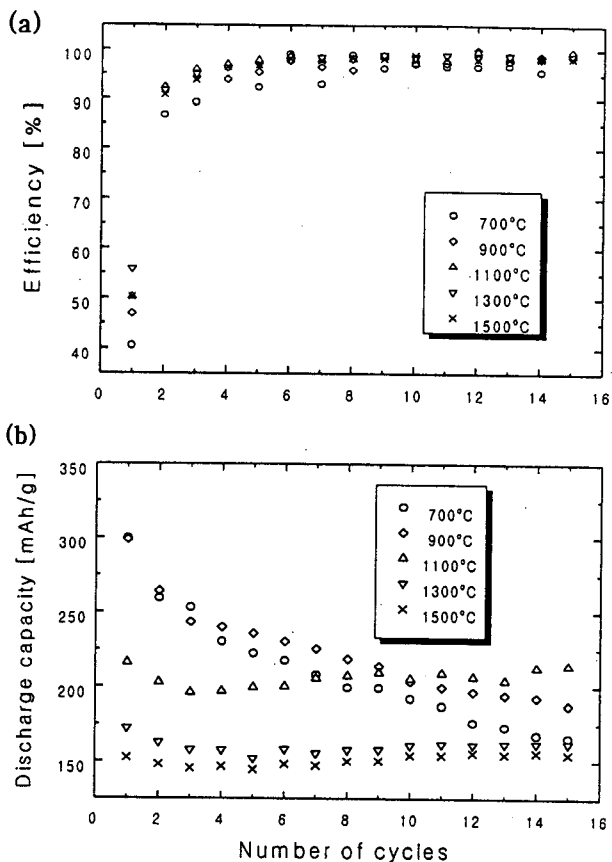 (a)
100
90
80
70
60
50
40
Efficiency [%]
700°C
900°C
1100°C
1300°C
1500°C
0 2 4 6 8 10 12 14 16
(b)
350
300
250
200
150
Discharge capacity [mAh/g]
700°C
900°C
1100°C
1300°C
1500°C
0 2 4 6 8 10 12 14 16
Number of cycles